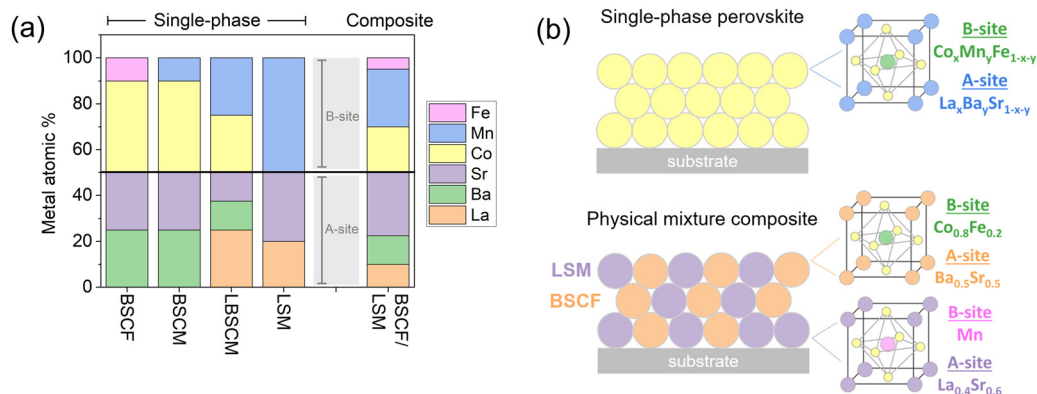 (a)
Single-phase
Composite
Metal atomic %
100
80
60
40
20
0
B-site
A-site
BSCF
BSCM
LBSCM
LSM
BSCF/
LSM
Fe
Mn
Co
Sr
Ba
La
(b)
Single-phase perovskite
substrate
B-site
CoxMnyFe1-x-y
A-site
LaxBaySr1-x-y
Physical mixture composite
LSM
BSCF
substrate
B-site
Co0.8Fe0.2
A-site
Ba0.5Sr0.5
B-site
Mn
A-site
La0.4Sr0.6